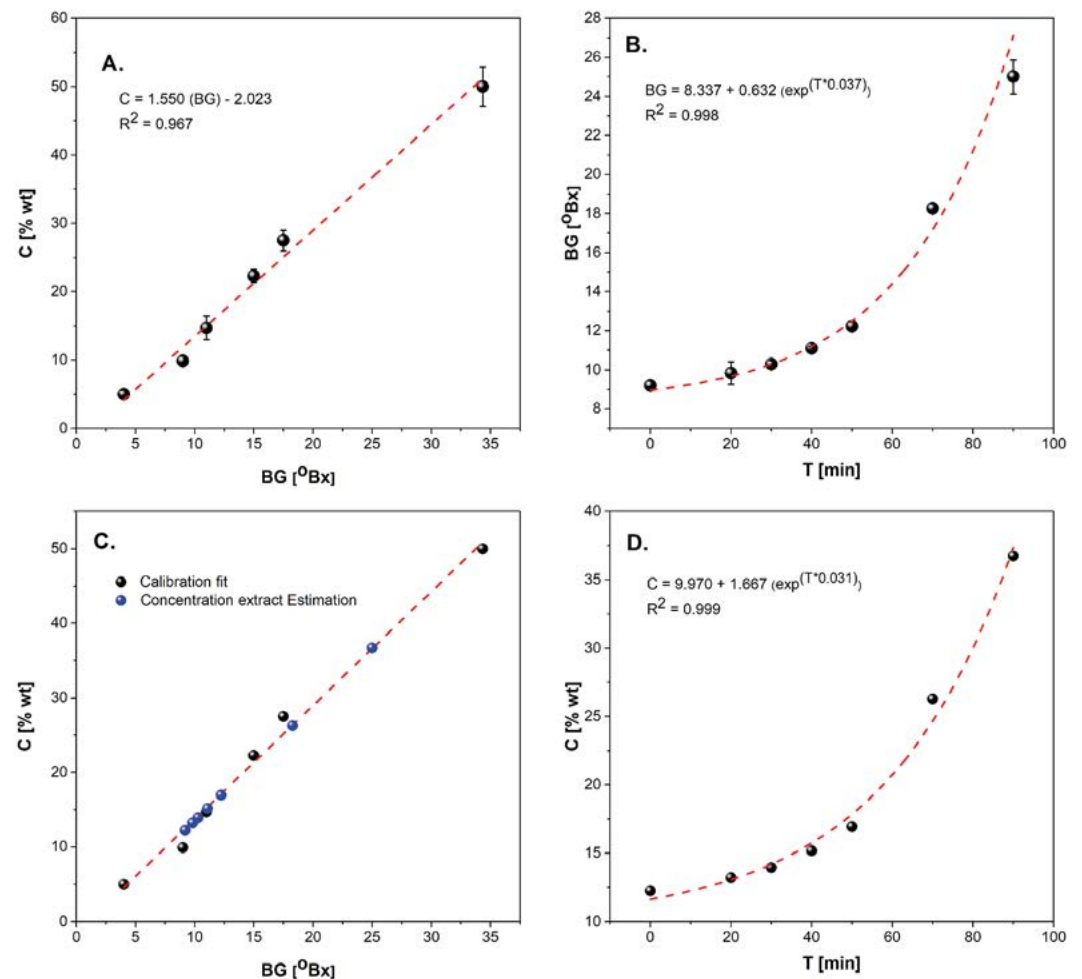 A.
C = 1.550 (BG) - 2.023
R² = 0.967
60
50
40
30
20
10
0
C [% wt]
0 5 10 15 20 25 30 35
BG [ᴼBx]
B.
BG = 8.337 + 0.632 (exp^(T*0.037))
R² = 0.998
28
26
24
22
20
18
16
14
12
10
8
BG [ᴼBx]
0 20 40 60 80 100
T [min]
C.
Calibration fit
Concentration extract Estimation
50
40
30
20
10
0
C [% wt]
0 5 10 15 20 25 30 35
BG [ᴼBx]
D.
C = 9.970 + 1.667 (exp^(T*0.031))
R² = 0.999
40
35
30
25
20
15
10
C [% wt]
0 20 40 60 80 100
T [min]